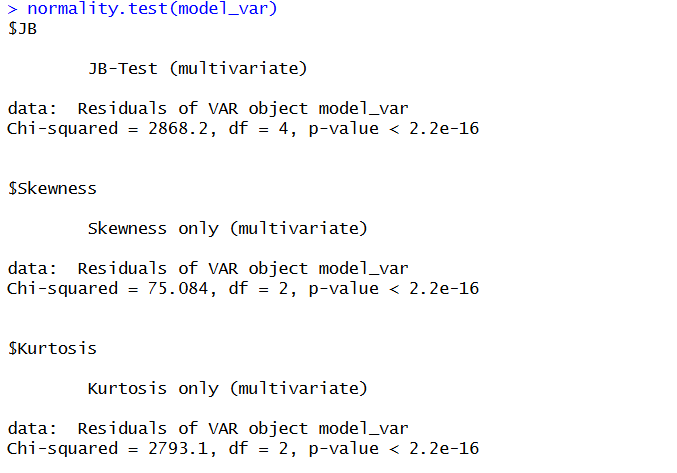 > normality.test(model_var)
$JB
JB-Test (multivariate)
data:  Residuals of VAR object model_var
Chi-squared = 2868.2, df = 4, p-value < 2.2e-16
$Skewness
Skewness only (multivariate)
data:  Residuals of VAR object model_var
Chi-squared = 75.084, df = 2, p-value < 2.2e-16
$Kurtosis
Kurtosis only (multivariate)
data:  Residuals of VAR object model_var
Chi-squared = 2793.1, df = 2, p-value < 2.2e-16